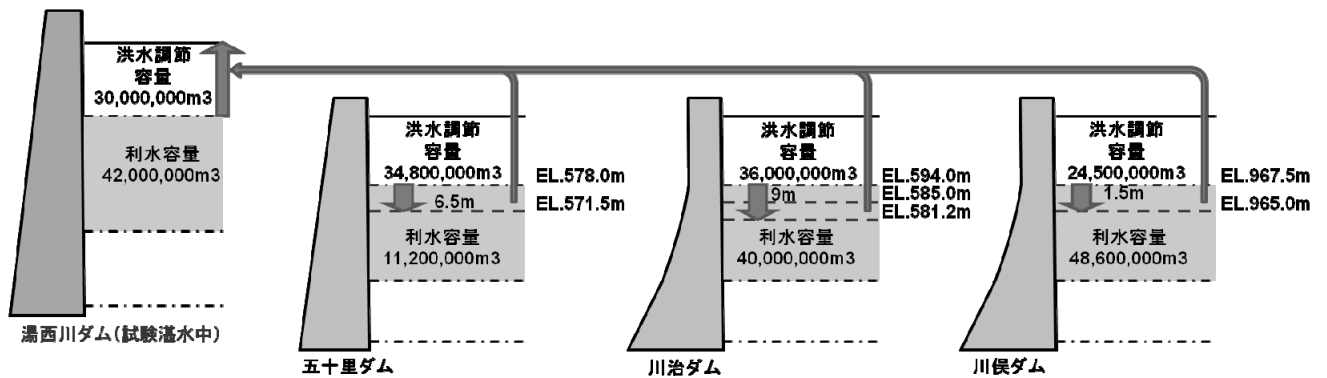 洪水調節
容量
30,000,000m3
利水容量
42,000,000m3
湯西川ダム(試験湛水中)
洪水調節
容量
34,800,000m3
EL.578.0m
6.5m
EL.571.5m
利水容量
11,200,000m3
五十里ダム
洪水調節
容量
36,000,000m3
EL.594.0m
9m
EL.585.0m
EL.581.2m
利水容量
40,000,000m3
川治ダム
洪水調節
容量
24,500,000m3
EL.967.5m
1.5m
EL.965.0m
利水容量
48,600,000m3
川俣ダム